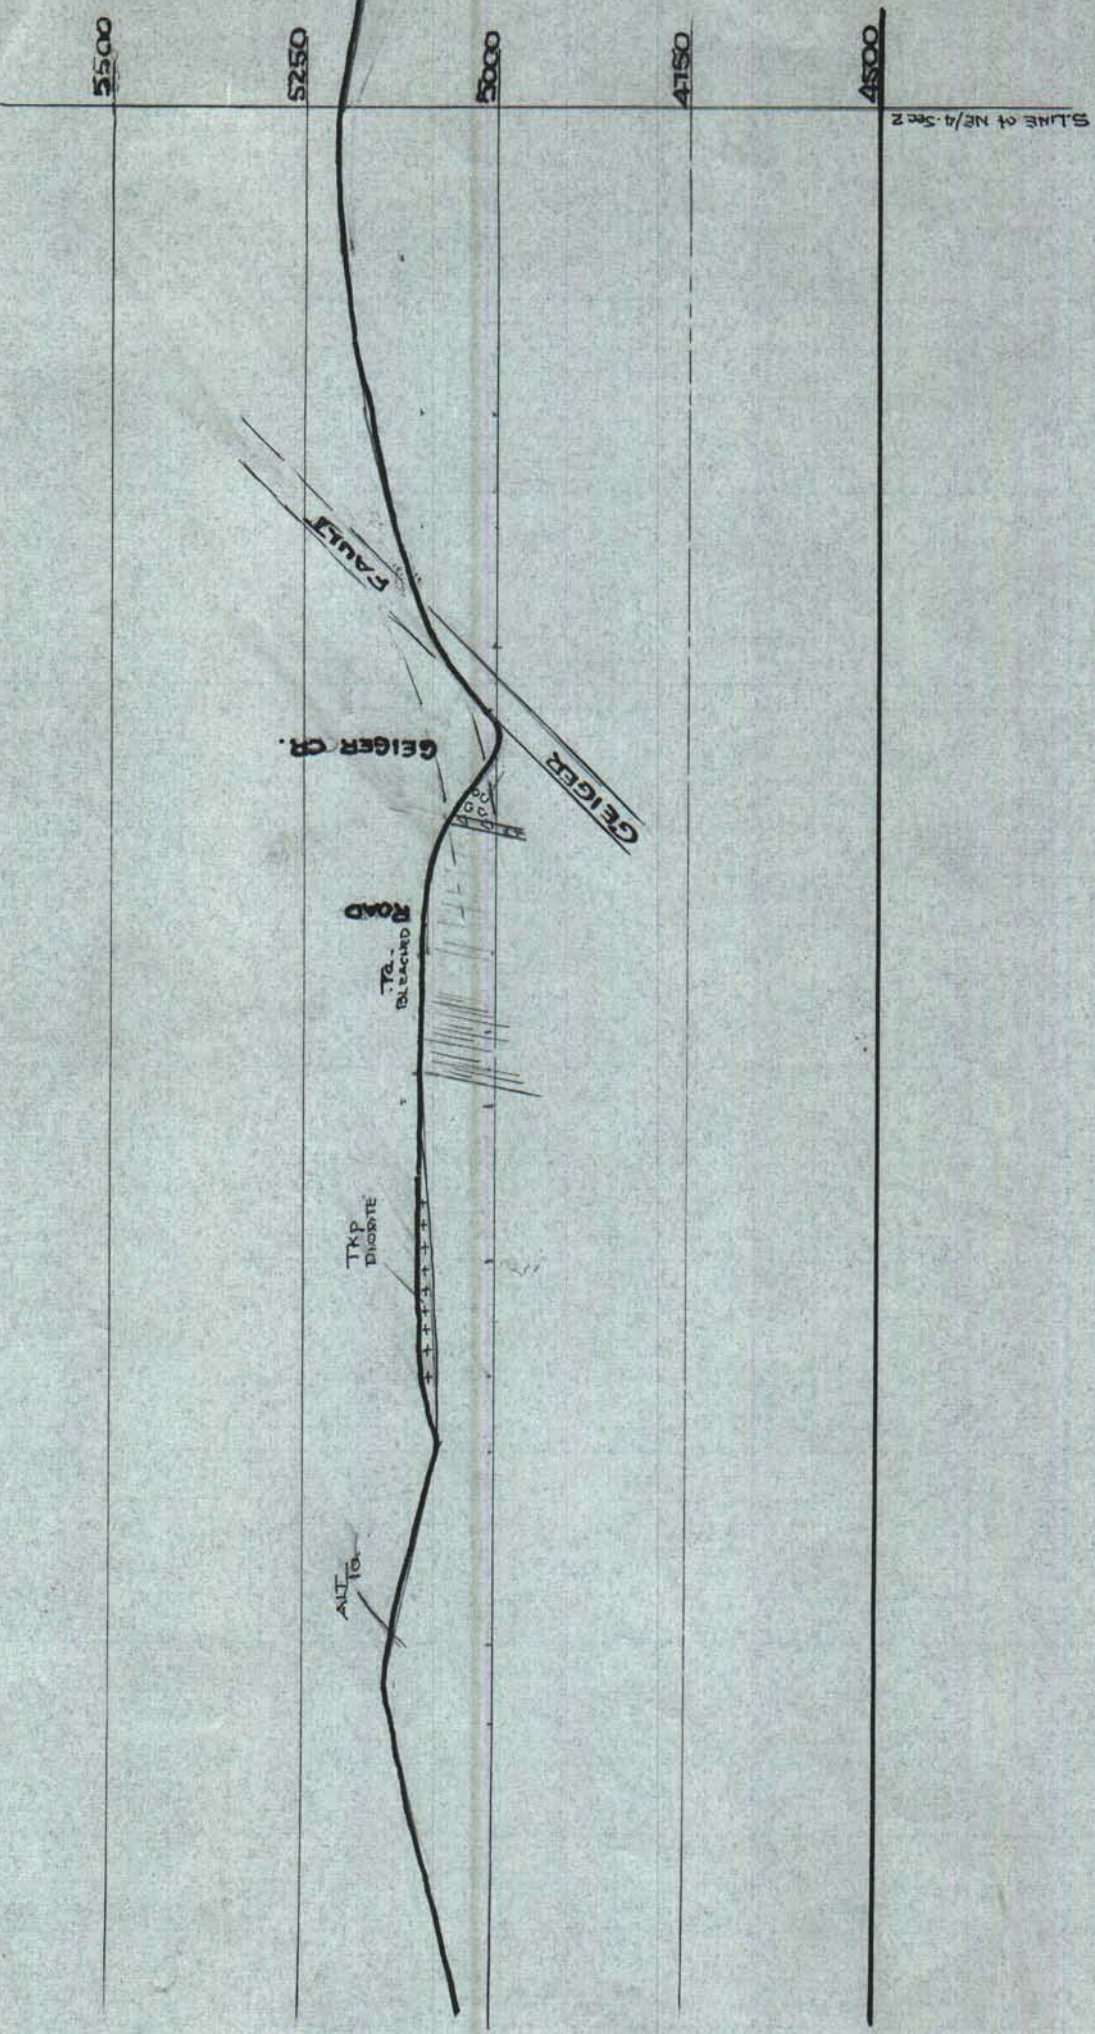 5500
5250
5000
4750
4500
S.LINE of NE/4 Sec 2
FAULT
GEIGER
GEIGER CR.
ROAD
Ta
BLEACHED
TKp
DIORITE
ALT
Ta